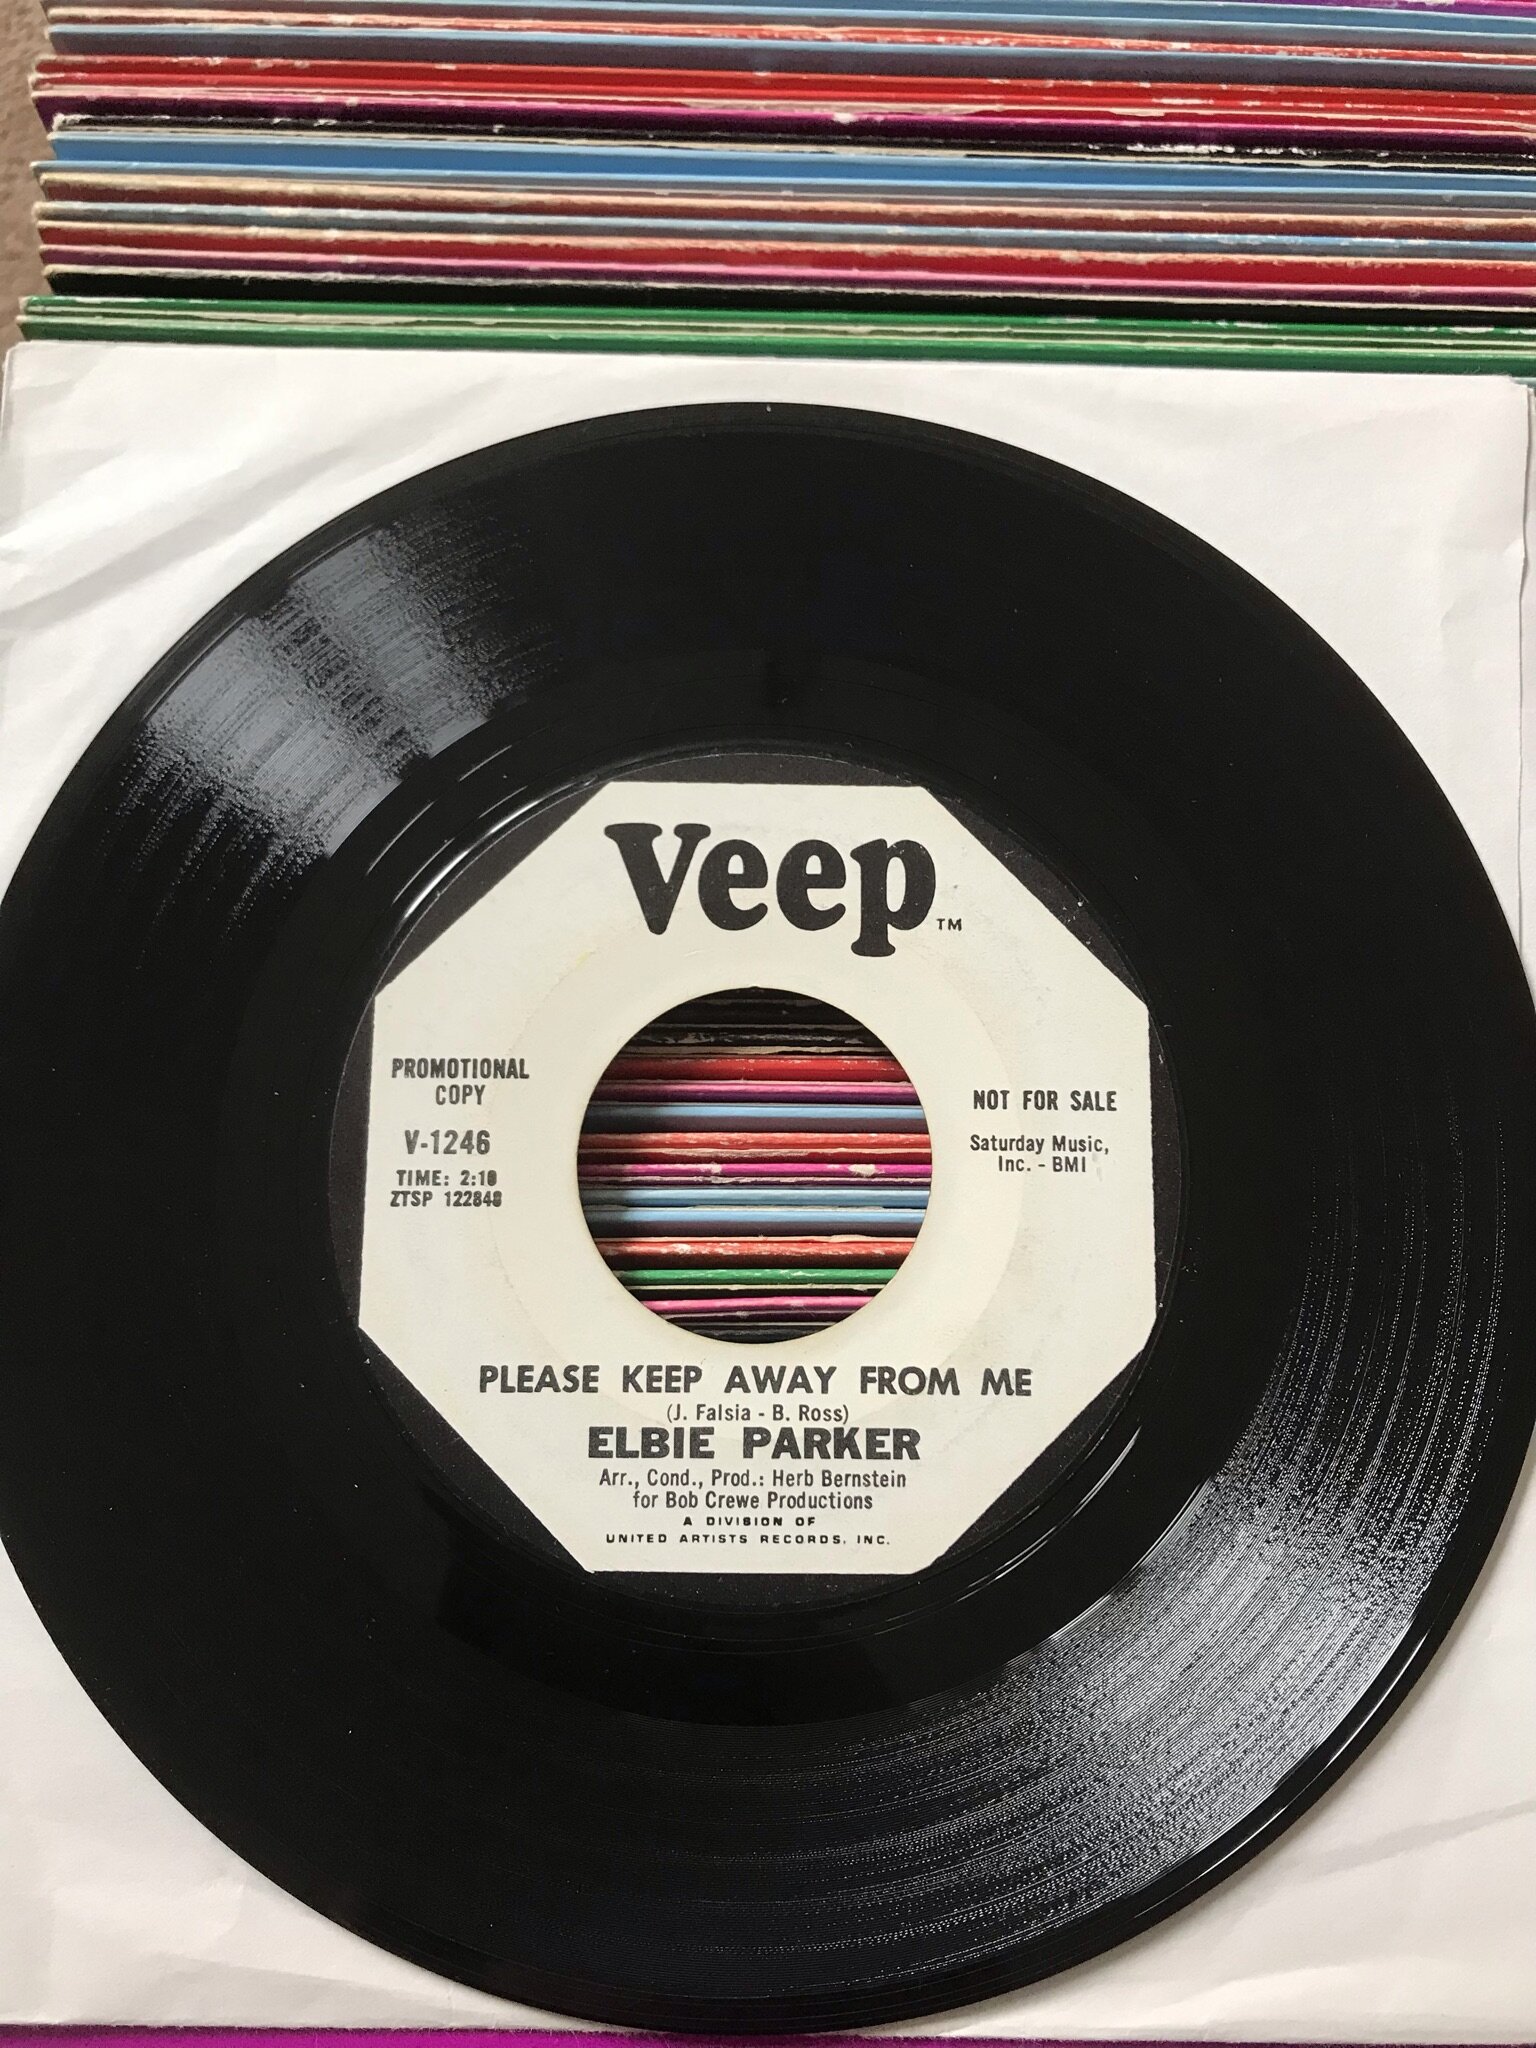 Veep TM
PROMOTIONAL
COPY
V-1246
TIME: 2:10
ZTSP 122848
NOT FOR SALE
Saturday Music,
Inc. - BMI
PLEASE KEEP AWAY FROM ME
(J. Falsia - B. Ross)
ELBIE PARKER
Arr., Cond., Prod.: Herb Bernstein
for Bob Crewe Productions
A DIVISION OF
UNITED ARTISTS RECORDS, INC.